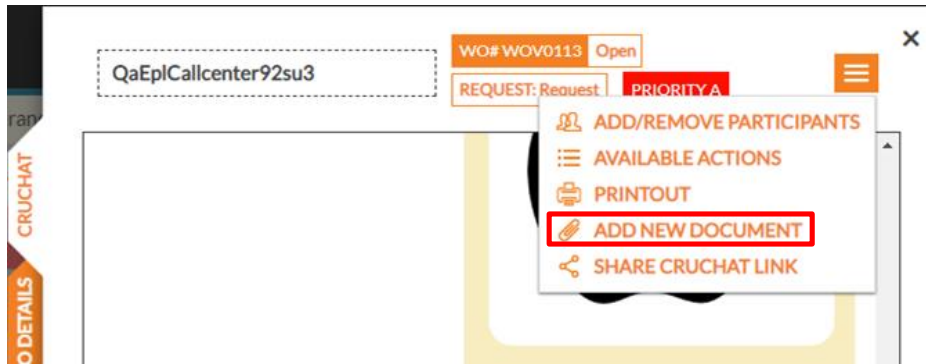 QaEplCallcenter92su3
WO# WOV0113 Open
REQUEST: Request
PRIORITY A
ADD/REMOVE PARTICIPANTS
AVAILABLE ACTIONS
PRINTOUT
ADD NEW DOCUMENT
SHARE CRUCHAT LINK
CRUCHAT
DETAILS